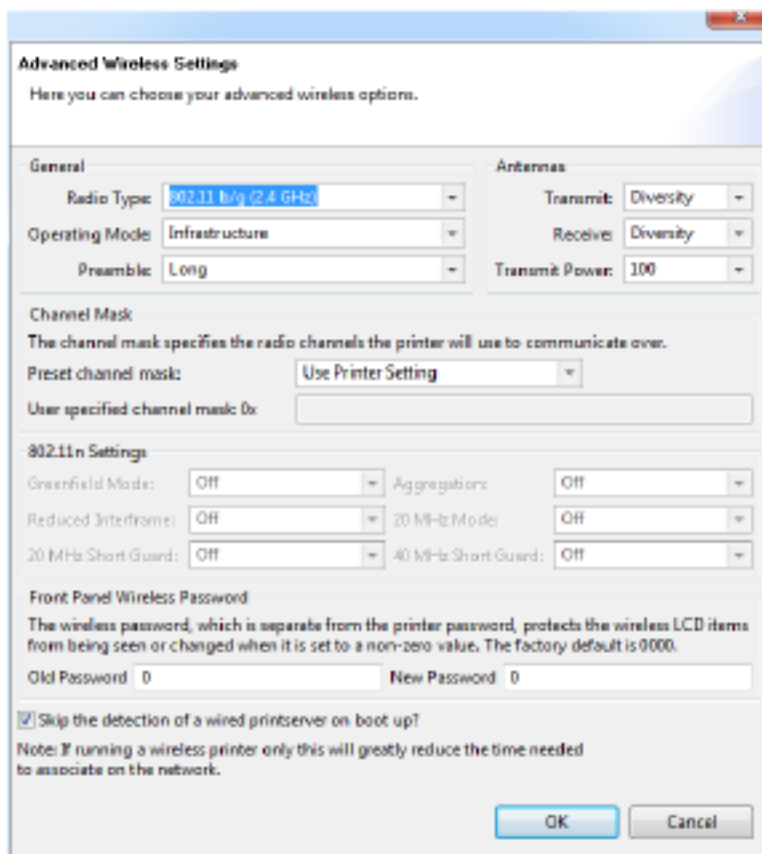 Advanced Wireless Settings
Here you can choose your advanced wireless options.
General
Radio Type: 802.11 b/g (2.4 GHz)
Operating Mode: Infrastructure
Preamble: Long
Antennas
Transmit: Diversity
Receive: Diversity
Transmit Power: 100
Channel Mask
The channel mask specifies the radio channels the printer will use to communicate over.
Preset channel mask: Use Printer Setting
User specified channel mask: 0x
802.11n Settings
Greenfield Mode: Off Aggregation: Off
Reduced Interframe: Off 20 MHz Mode: Off
20 MHz Short Guard: Off 40 MHz Short Guard: Off
Front Panel Wireless Password
The wireless password, which is separate from the printer password, protects the wireless LCD items
from being seen or changed when it is set to a non-zero value. The factory default is 0000.
Old Password 0 New Password 0
Skip the detection of a wired printserver on boot up?
Note: If running a wireless printer only this will greatly reduce the time needed
to associate on the network.
OK Cancel